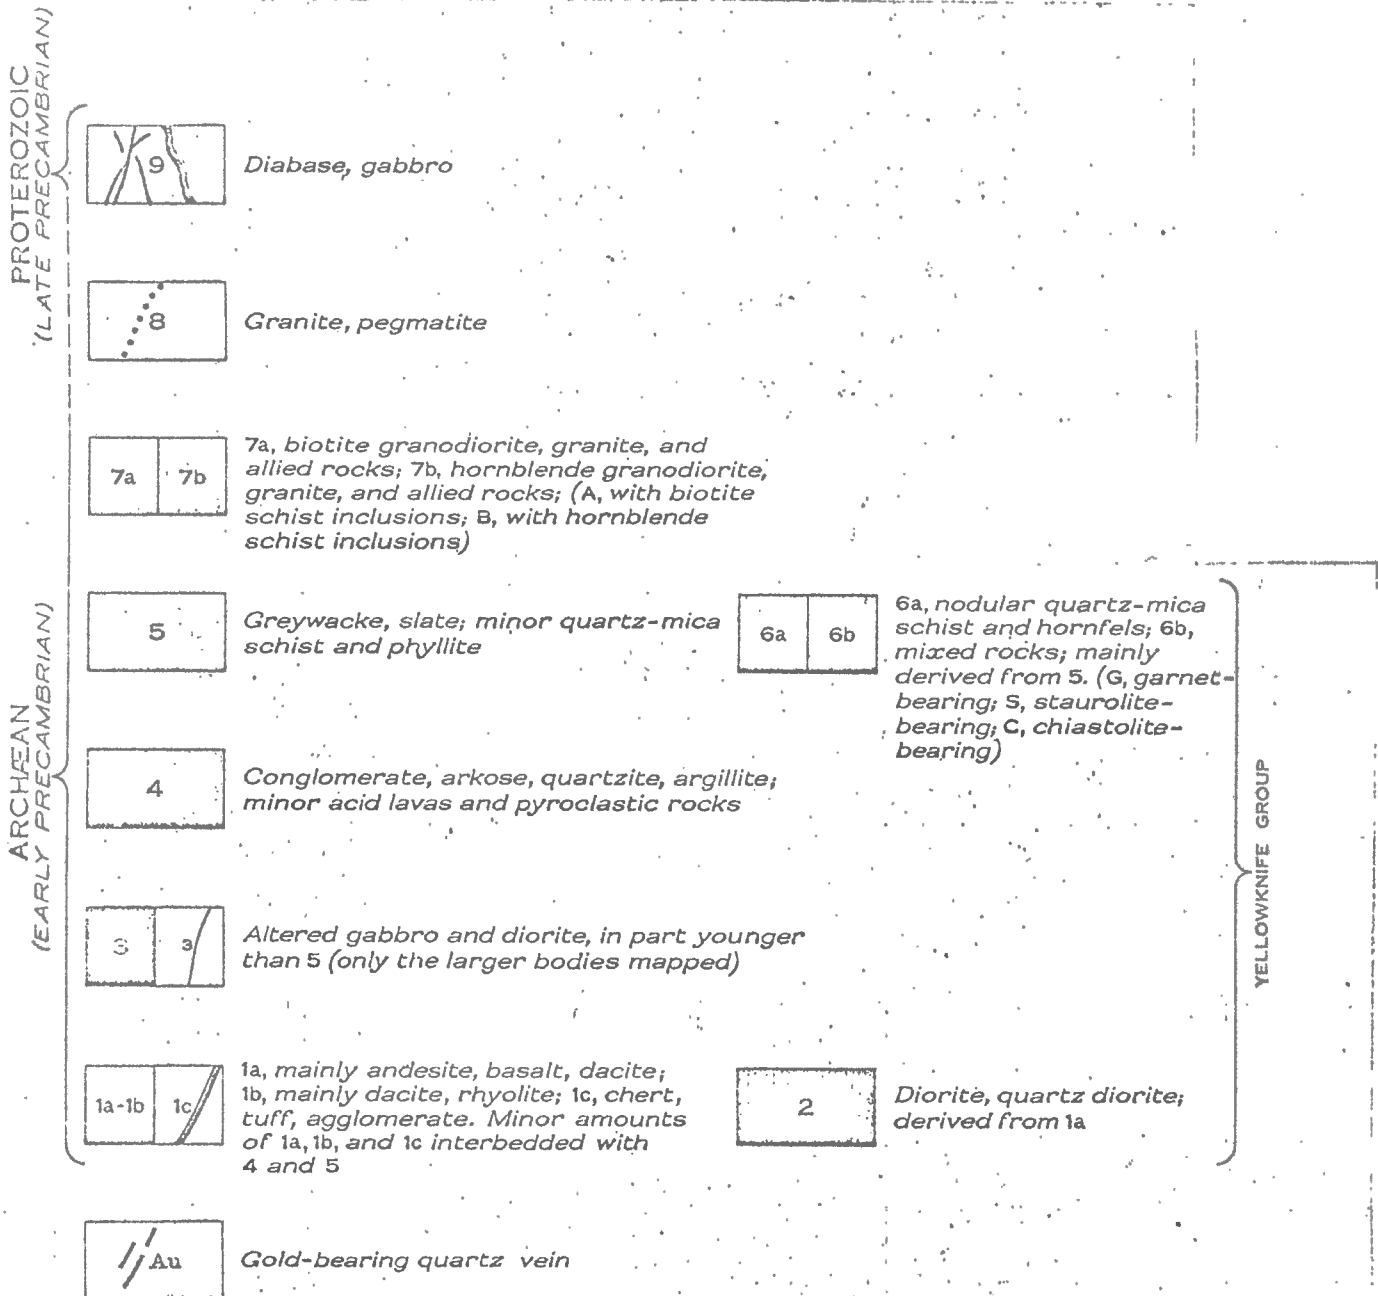 PROTEROZOIC
(LATE PRECAMBRIAN)
9
Diabase, gabbro
8
Granite, pegmatite
7a
7b
7a, biotite granodiorite, granite, and
allied rocks; 7b, hornblende granodiorite,
granite, and allied rocks; (A, with biotite
schist inclusions; B, with hornblende
schist inclusions)
ARCHÆAN
(EARLY PRECAMBRIAN)
5
Greywacke, slate; minor quartz-mica
schist and phyllite
6a
6b
6a, nodular quartz-mica
schist and hornfels; 6b,
mixed rocks; mainly
derived from 5. (G, garnet-
bearing; S, staurolite-
bearing; C, chiastolite-
bearing)
4
Conglomerate, arkose, quartzite, argillite;
minor acid lavas and pyroclastic rocks
3
3
Altered gabbro and diorite, in part younger
than 5 (only the larger bodies mapped)
1a-1b
1c
1a, mainly andesite, basalt, dacite;
1b, mainly dacite, rhyolite; 1c, chert,
tuff, agglomerate. Minor amounts
of 1a, 1b, and 1c interbedded with
4 and 5
2
Diorite, quartz diorite;
derived from 1a
YELLOWKNIFE GROUP
Au
Gold-bearing quartz vein